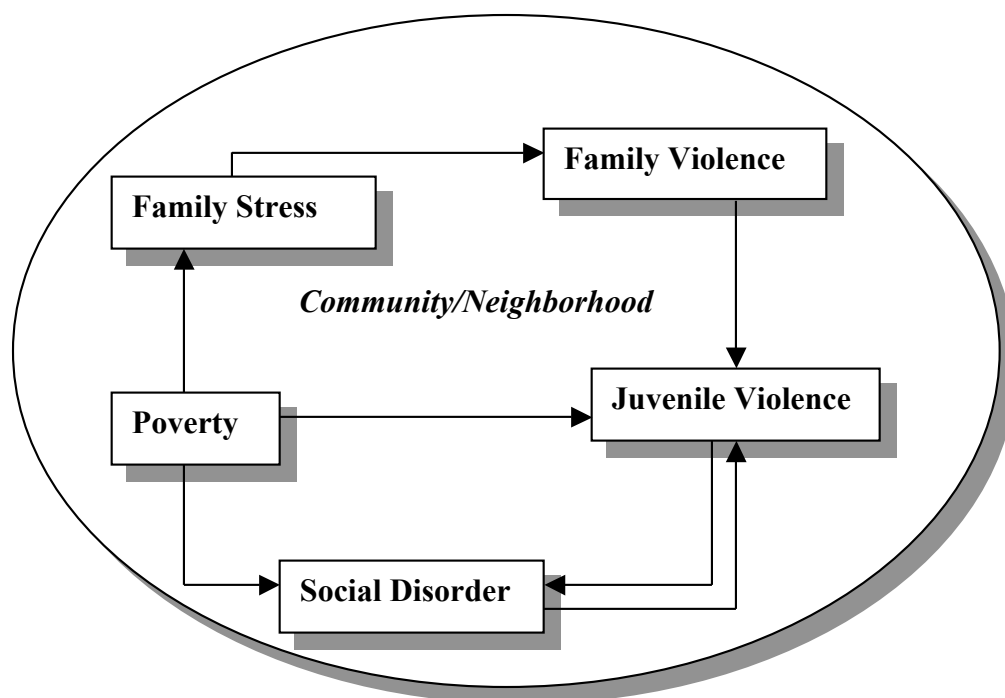 Family Violence
Family Stress
Community/Neighborhood
Juvenile Violence
Poverty
Social Disorder